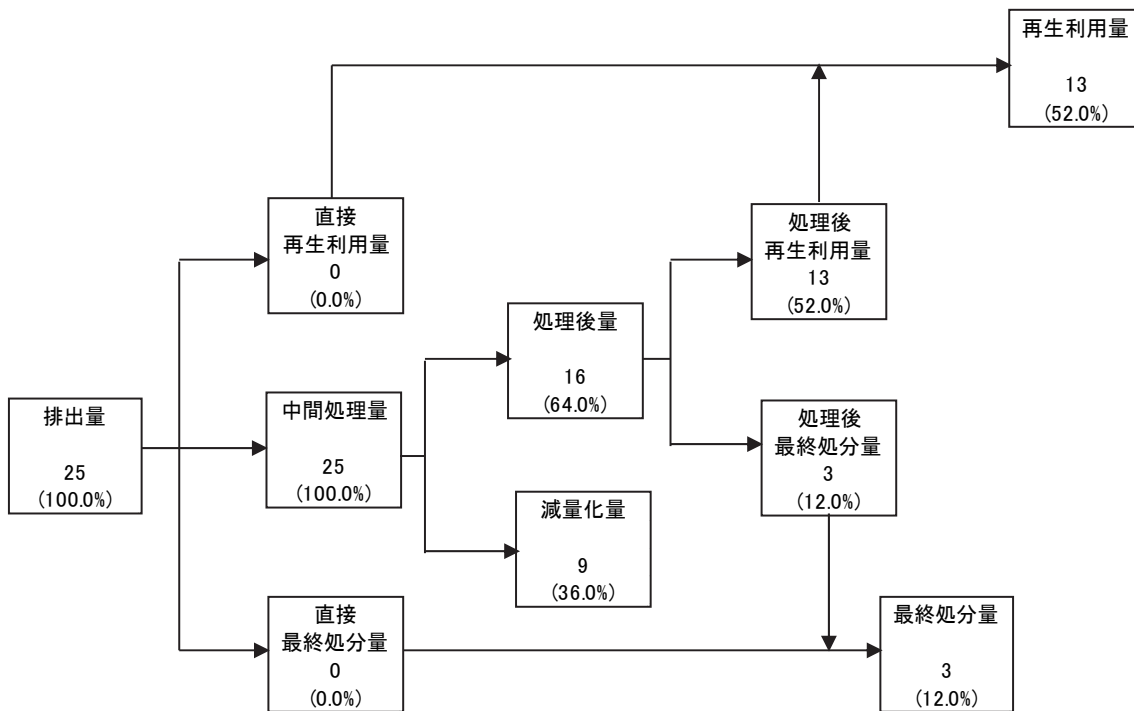 再生利用量
13
(52.0%)
直接
再生利用量
0
(0.0%)
処理後
再生利用量
13
(52.0%)
処理後量
16
(64.0%)
排出量
25
(100.0%)
中間処理量
25
(100.0%)
処理後
最終処分量
3
(12.0%)
減量化量
9
(36.0%)
直接
最終処分量
0
(0.0%)
最終処分量
3
(12.0%)